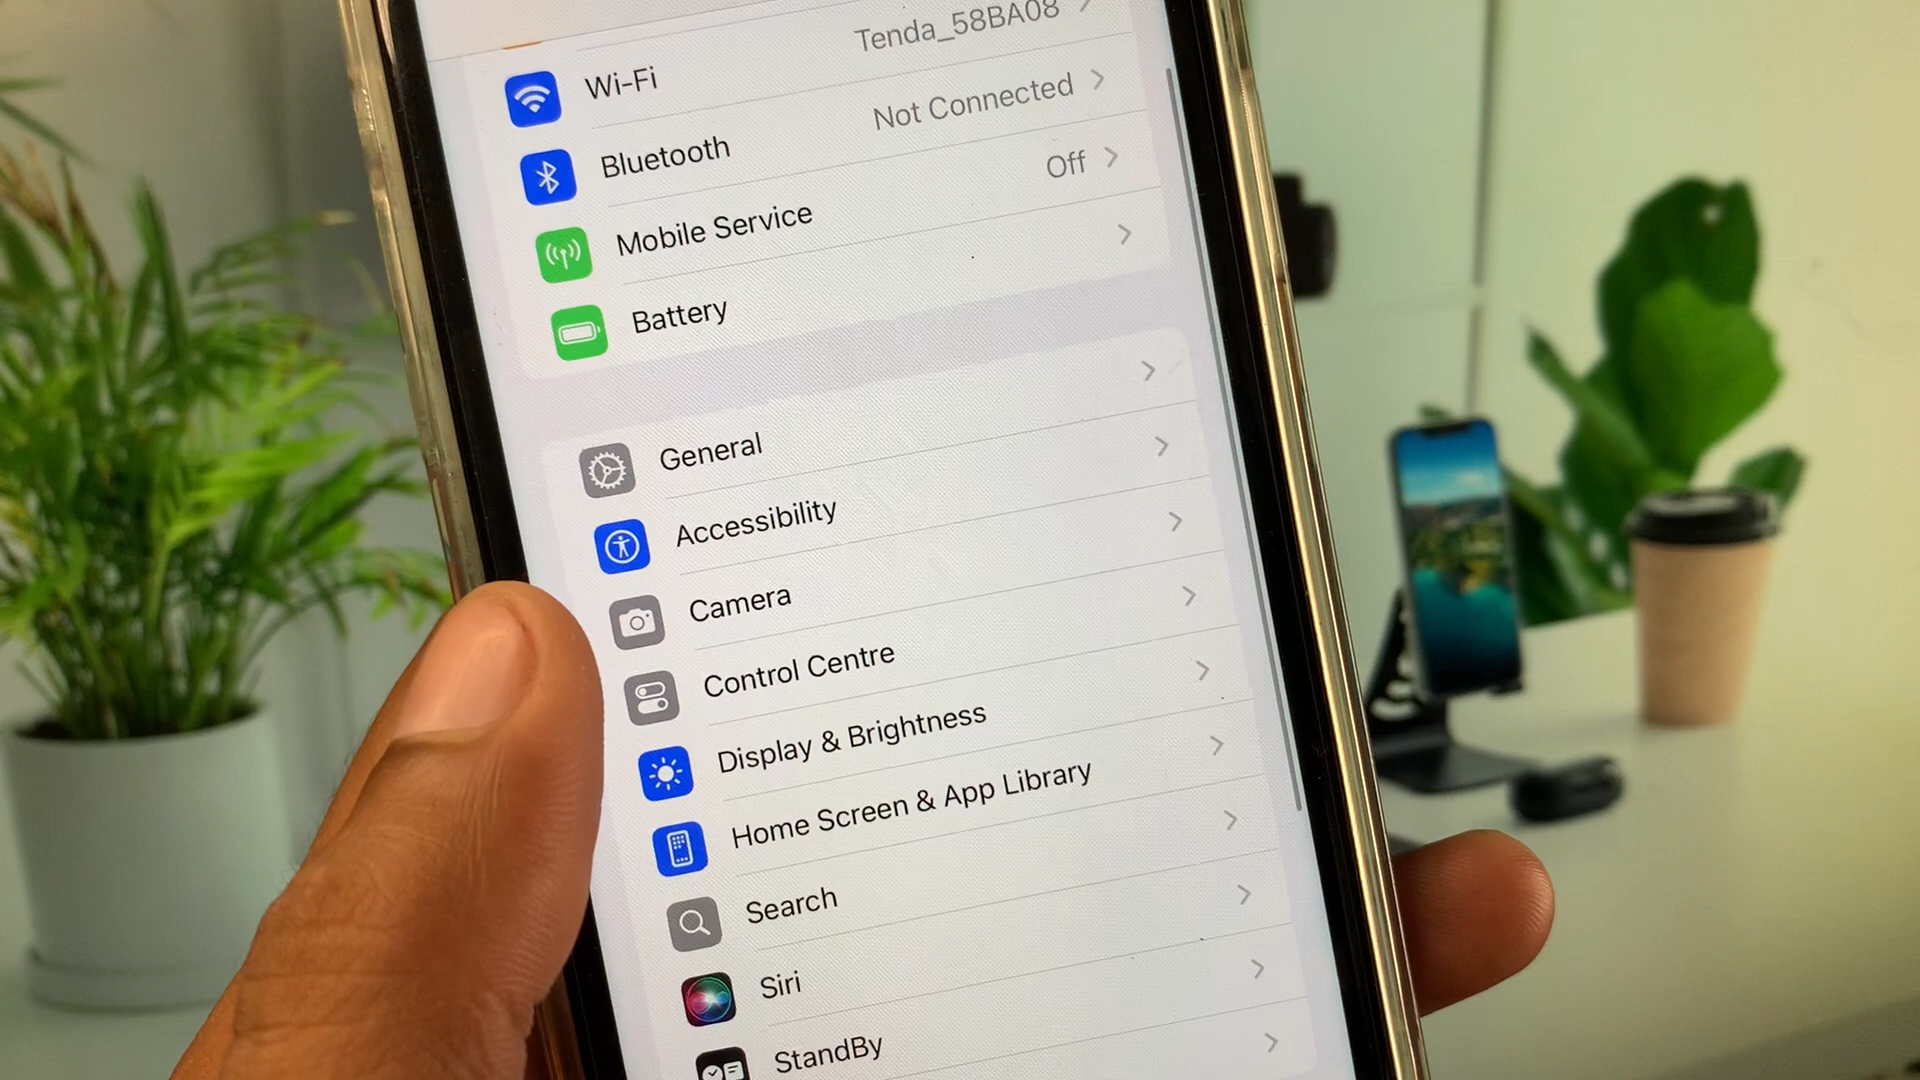 Wi-Fi Tenda_58BA08
Bluetooth Not Connected
Mobile Service Off
Battery
General
Accessibility
Camera
Control Centre
Display & Brightness
Home Screen & App Library
Search
Siri
StandBy